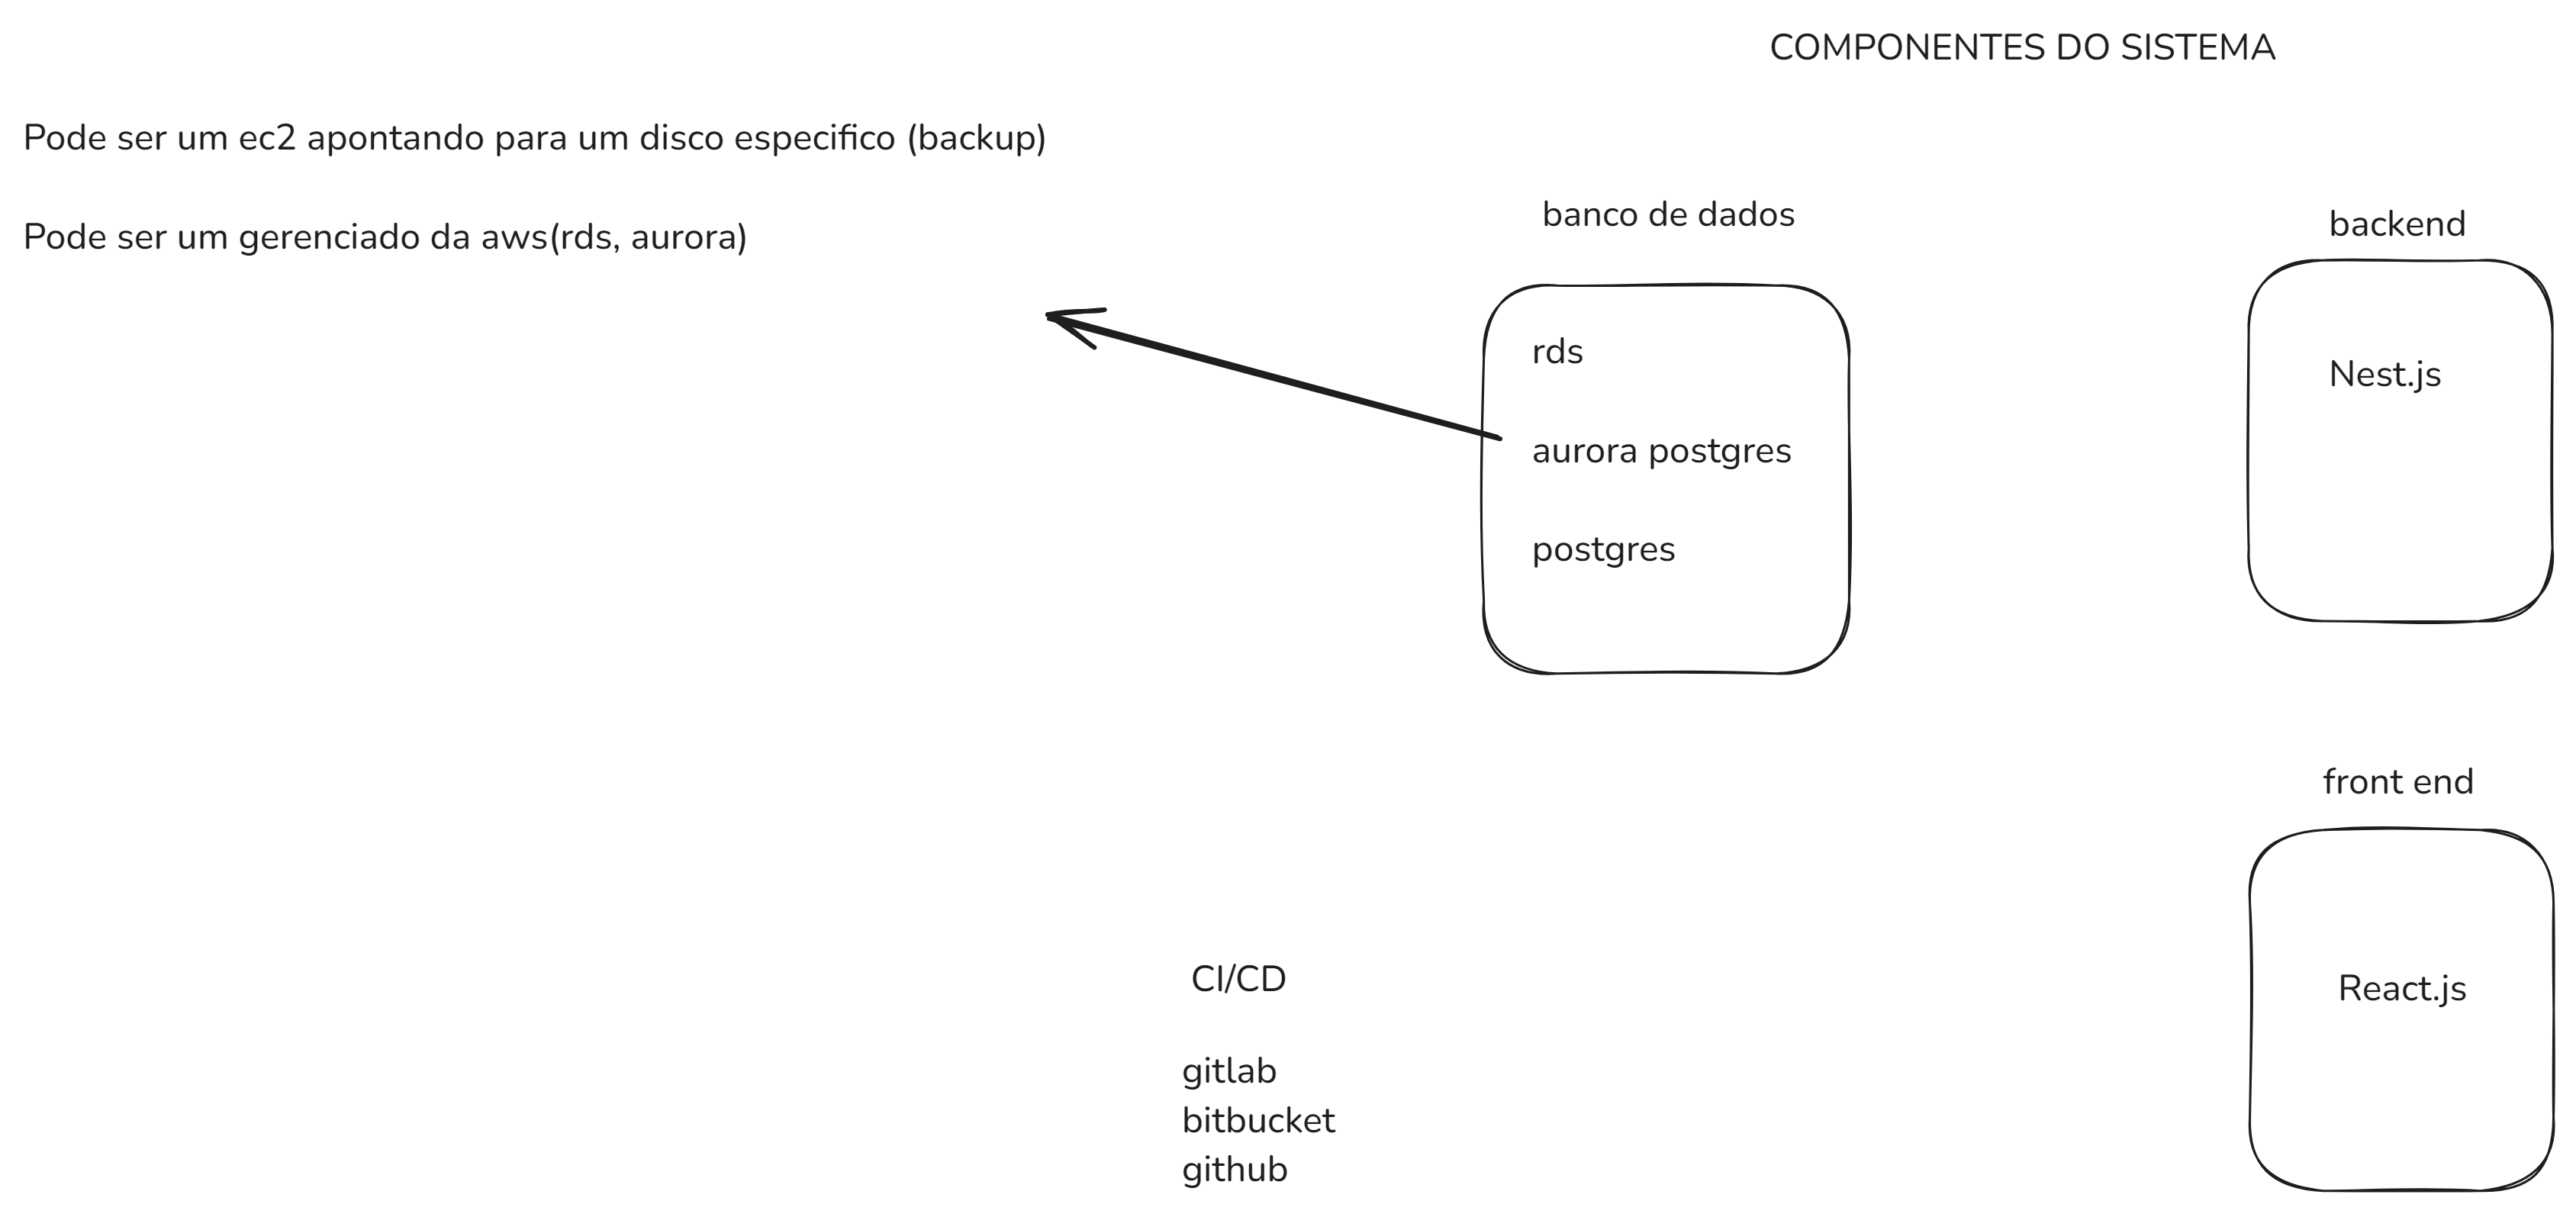 COMPONENTES DO SISTEMA
Pode ser um ec2 apontando para um disco especifico (backup)
Pode ser um gerenciado da aws(rds, aurora)
banco de dados
rds
aurora postgres
postgres
backend
Nest.js
front end
React.js
CI/CD
gitlab
bitbucket
github